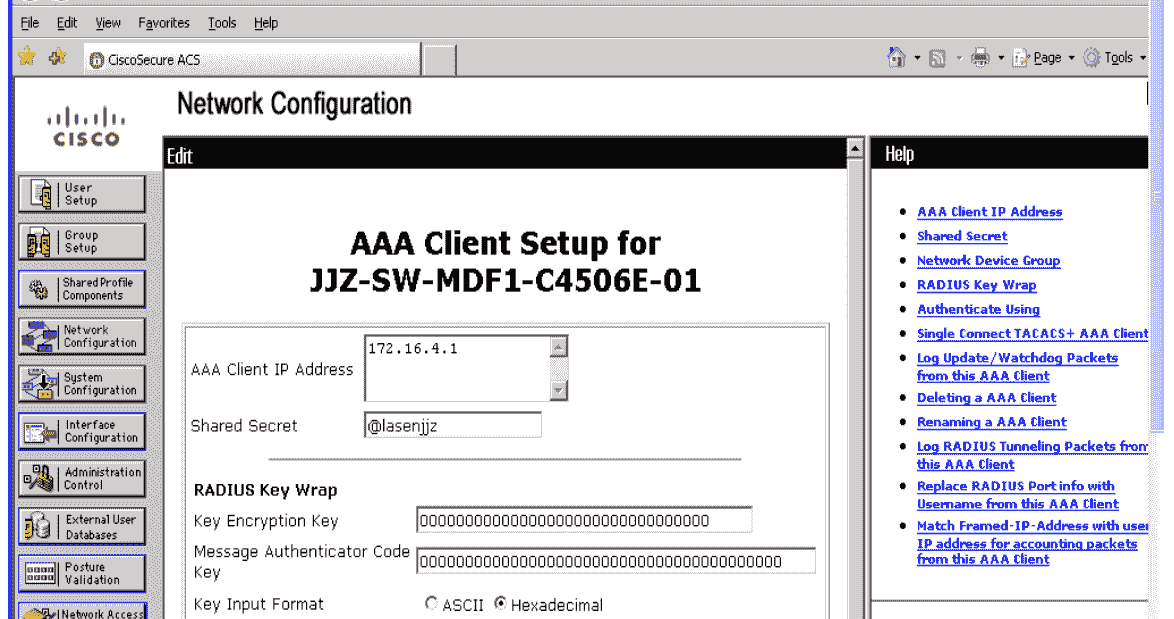 File Edit View Favorites Tools Help
CiscoSecure ACS
Page Tools
CISCO
Network Configuration
Edit
Help
User Setup
Group Setup
Shared Profile Components
Network Configuration
System Configuration
Interface Configuration
Administration Control
External User Databases
Posture Validation
Network Access
AAA Client Setup for
JJZ-SW-MDF1-C4506E-01
AAA Client IP Address 172.16.4.1
Shared Secret @lasenjjz
RADIUS Key Wrap
Key Encryption Key 00000000000000000000000000000000
Message Authenticator Code Key 0000000000000000000000000000000000000000
Key Input Format ASCII Hexadecimal
AAA Client IP Address
Shared Secret
Network Device Group
RADIUS Key Wrap
Authenticate Using
Single Connect TACACS+ AAA Client
Log Update/Watchdog Packets
from this AAA Client
Deleting a AAA Client
Renaming a AAA Client
Log RADIUS Tunneling Packets from
this AAA Client
Replace RADIUS Port info with
Username from this AAA Client
Match Framed-IP-Address with user
IP address for accounting packets
from this AAA Client